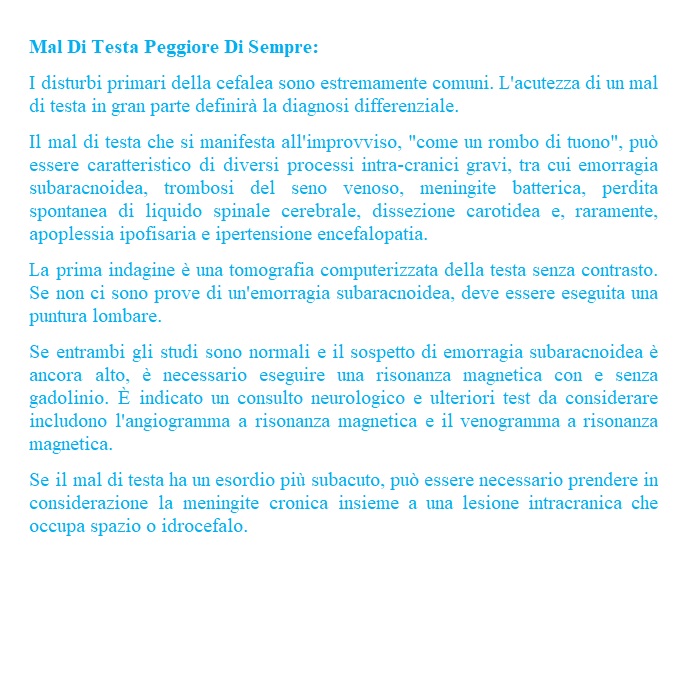 Mal Di Testa Peggiore Di Sempre:
I disturbi primari della cefalea sono estremamente comuni. L'acutezza di un mal
di testa in gran parte definirà la diagnosi differenziale.
Il mal di testa che si manifesta all'improvviso, "come un rombo di tuono", può
essere caratteristico di diversi processi intra-cranici gravi, tra cui emorragia
subaracnoidea, trombosi del seno venoso, meningite batterica, perdita
spontanea di liquido spinale cerebrale, dissezione carotidea e, raramente,
apoplessia ipofisaria e ipertensione encefalopatia.
La prima indagine è una tomografia computerizzata della testa senza contrasto.
Se non ci sono prove di un'emorragia subaracnoidea, deve essere eseguita una
puntura lombare.
Se entrambi gli studi sono normali e il sospetto di emorragia subaracnoidea è
ancora alto, è necessario eseguire una risonanza magnetica con e senza
gadolinio. È indicato un consulto neurologico e ulteriori test da considerare
includono l'angiogramma a risonanza magnetica e il venogramma a risonanza
magnetica.
Se il mal di testa ha un esordio più subacuto, può essere necessario prendere in
considerazione la meningite cronica insieme a una lesione intracranica che
occupa spazio o idrocefalo.